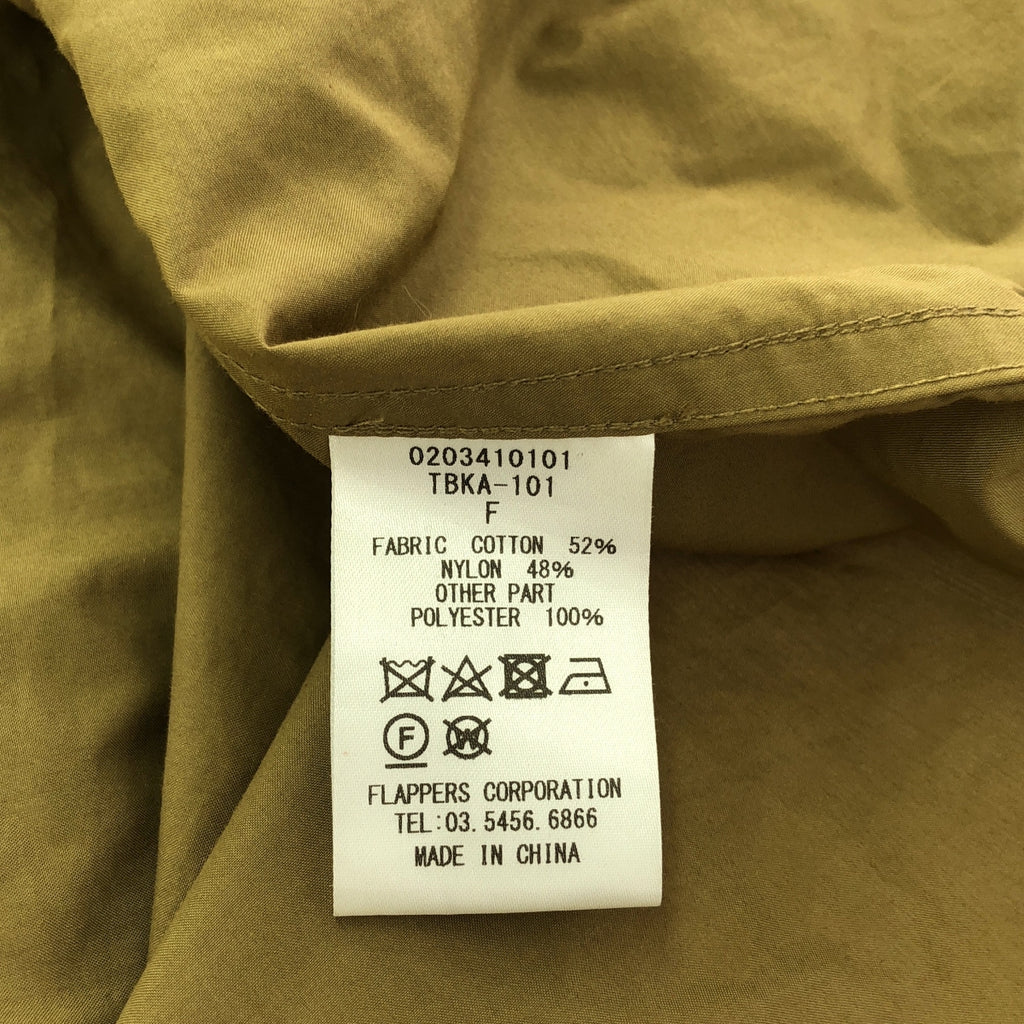 0203410101
TBKA-101
F
FABRIC COTTON 52%
NYLON 48%
OTHER PART
POLYESTER 100%
F W
FLAPPERS CORPORATION
TEL:03.5456.6866
MADE IN CHINA